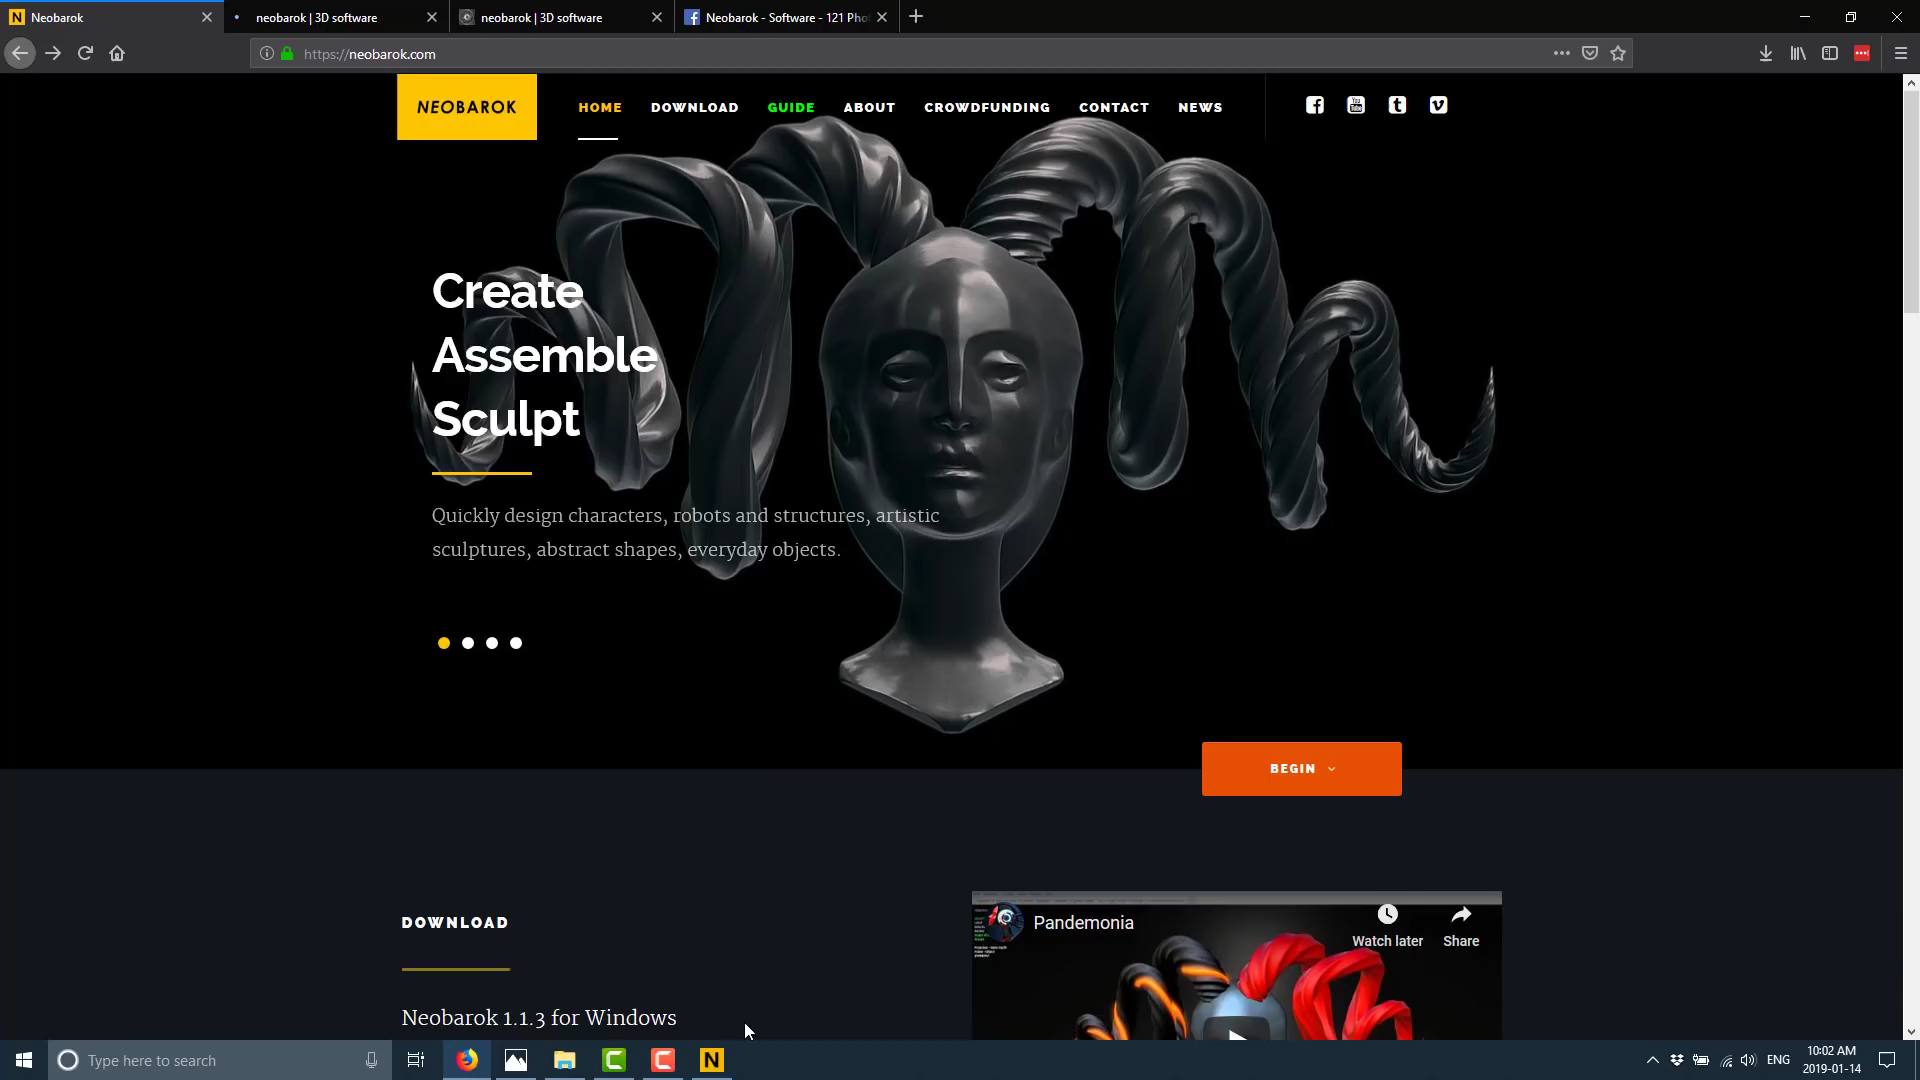 Neobarok
neobarok | 3D software
neobarok | 3D software
Neobarok - Software - 121 Pho
https://neobarok.com
NEOBAROK
HOME
DOWNLOAD
GUIDE
ABOUT
CROWDFUNDING
CONTACT
NEWS
Create
Assemble
Sculpt
Quickly design characters, robots and structures, artistic
sculptures, abstract shapes, everyday objects.
BEGIN
DOWNLOAD
Neobarok 1.1.3 for Windows
Pandemonia
Watch later
Share
Type here to search
ENG
10:02 AM
2019-01-14